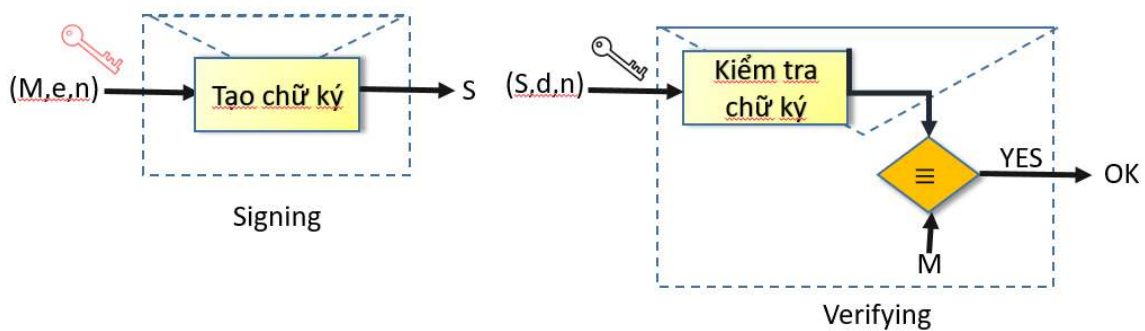 (M,e,n)
Tạo chữ ký
S
Signing
(S,d,n)
Kiểm tra
chữ ký
≡
YES
OK
M
Verifying